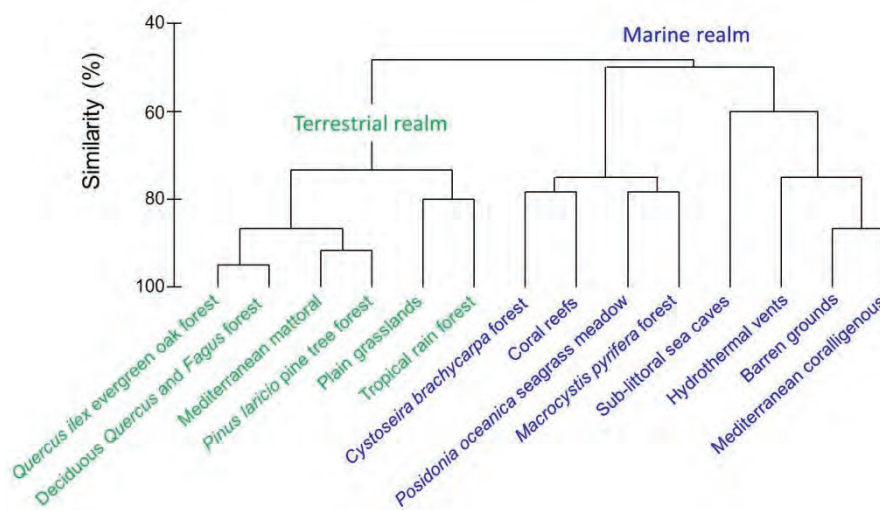 40
Marine realm
Similarity (%)
60
Terrestrial realm
80
100
Quercus ilex evergreen oak forest
Deciduous Quercus and Fagus forest
Mediterranean mattoral
Pinus laricio pine tree forest
Plain grasslands
Tropical rain forest
Cystoseira brachycarpa forest
Coral reefs
Posidonia oceanica seagrass meadow
Macrocystis pyrifera forest
Sub-littoral sea caves
Hydrothermal vents
Barren grounds
Mediterranean coralligenous